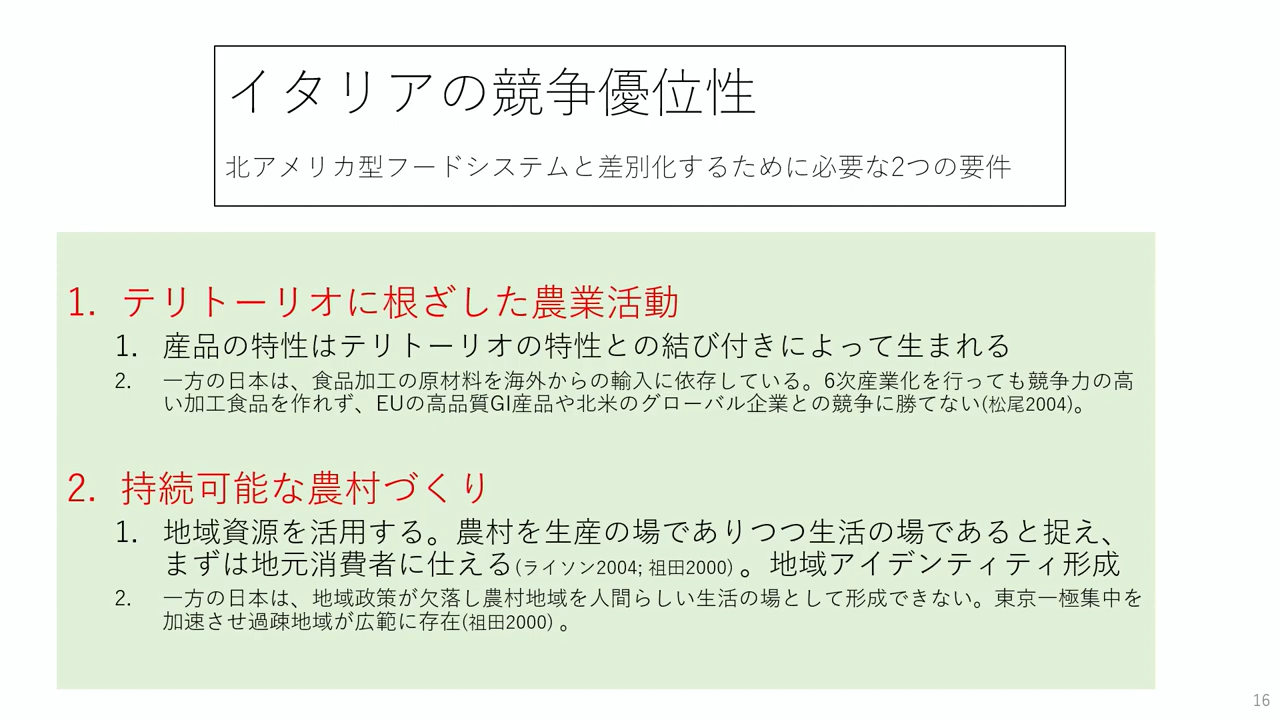 イタリアの競争優位性
北アメリカ型フードシステムと差別化するために必要な2つの要件
1. テリトーリオに根ざした農業活動
1. 産品の特性はテリトーリオの特性との結び付きによって生まれる
2. 一方の日本は、食品加工の原材料を海外からの輸入に依存している。6次産業化を行っても競争力の高
い加工食品を作れず、EUの高品質GI産品や北米のグローバル企業との競争に勝てない(松尾2004)。
2. 持続可能な農村づくり
1. 地域資源を活用する。農村を生産の場でありつつ生活の場であると捉え、
まずは地元消費者に仕える(ライソン2004; 祖田2000) 。地域アイデンティティ形成
2. 一方の日本は、地域政策が欠落し農村地域を人間らしい生活の場として形成できない。東京一極集中を
加速させ過疎地域が広範に存在(祖田2000) 。
16